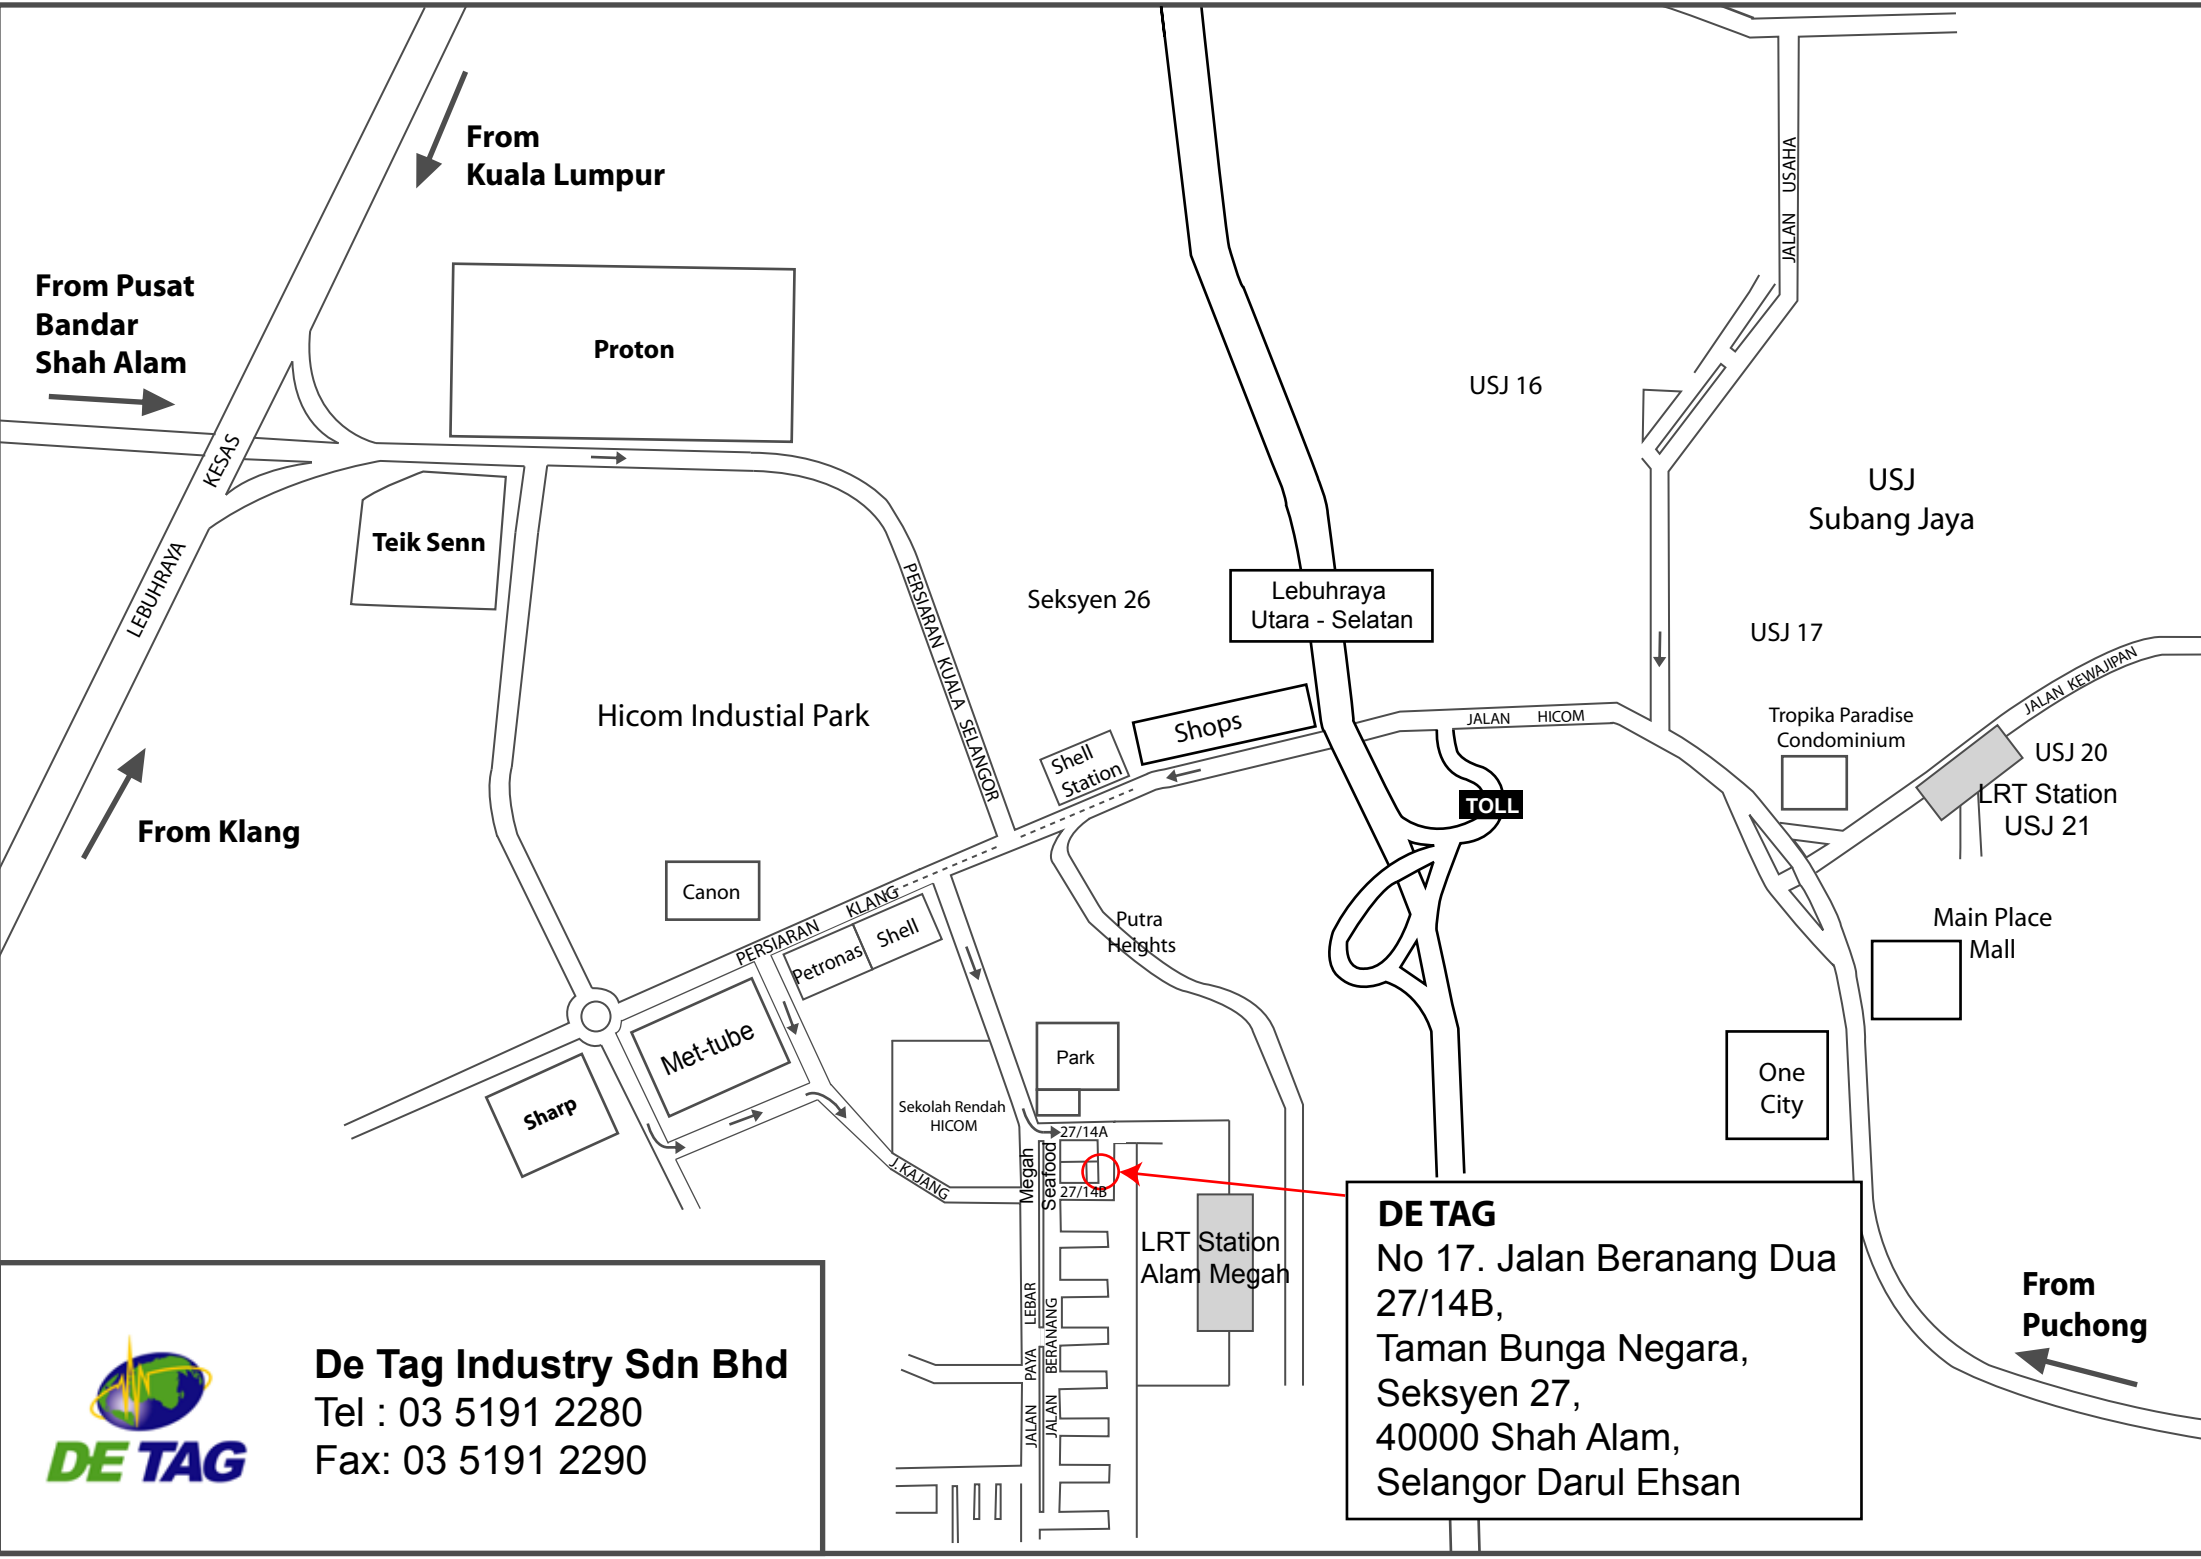 From
Kuala Lumpur
From Pusat
Bandar
Shah Alam
Proton
JALAN USAHA
USJ 16
LEBUHRAYA KESAS
USJ
Subang Jaya
Teik Senn
PERSIARAN KUALA SELANGOR
Seksyen 26
Lebuhraya
Utara - Selatan
USJ 17
JALAN KEWAJIPAN
Hicom Industial Park
Shops
JALAN HICOM
Tropika Paradise
Condominium
Shell
Station
USJ 20
LRT Station
USJ 21
TOLL
From Klang
Canon
PERSIARAN KLANG
Petronas
Shell
Putra
Heights
Main Place
Mall
Met-tube
Park
One
City
Sharp
Sekolah Rendah
HICOM
27/14A
Megah
Seafood
J.KAJANG
27/14B
LRT Station
Alam Megah
JALAN PAYA LEBAR
JALAN BERANANG
DE TAG
No 17. Jalan Beranang Dua
27/14B,
Taman Bunga Negara,
Seksyen 27,
40000 Shah Alam,
Selangor Darul Ehsan
From
Puchong
DE TAG
De Tag Industry Sdn Bhd
Tel : 03 5191 2280
Fax: 03 5191 2290